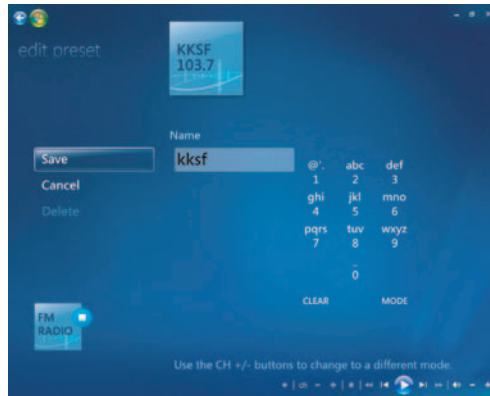 edit preset
KKSF
103.7
Name
kksf
Save
Cancel
Delete
@'. abc def
1 2 3
ghi jkl mno
4 5 6
pqrs tuv wxyz
7 8 9
_
0
CLEAR MODE
FM
RADIO
Use the CH +/- buttons to change to a different mode.
ch